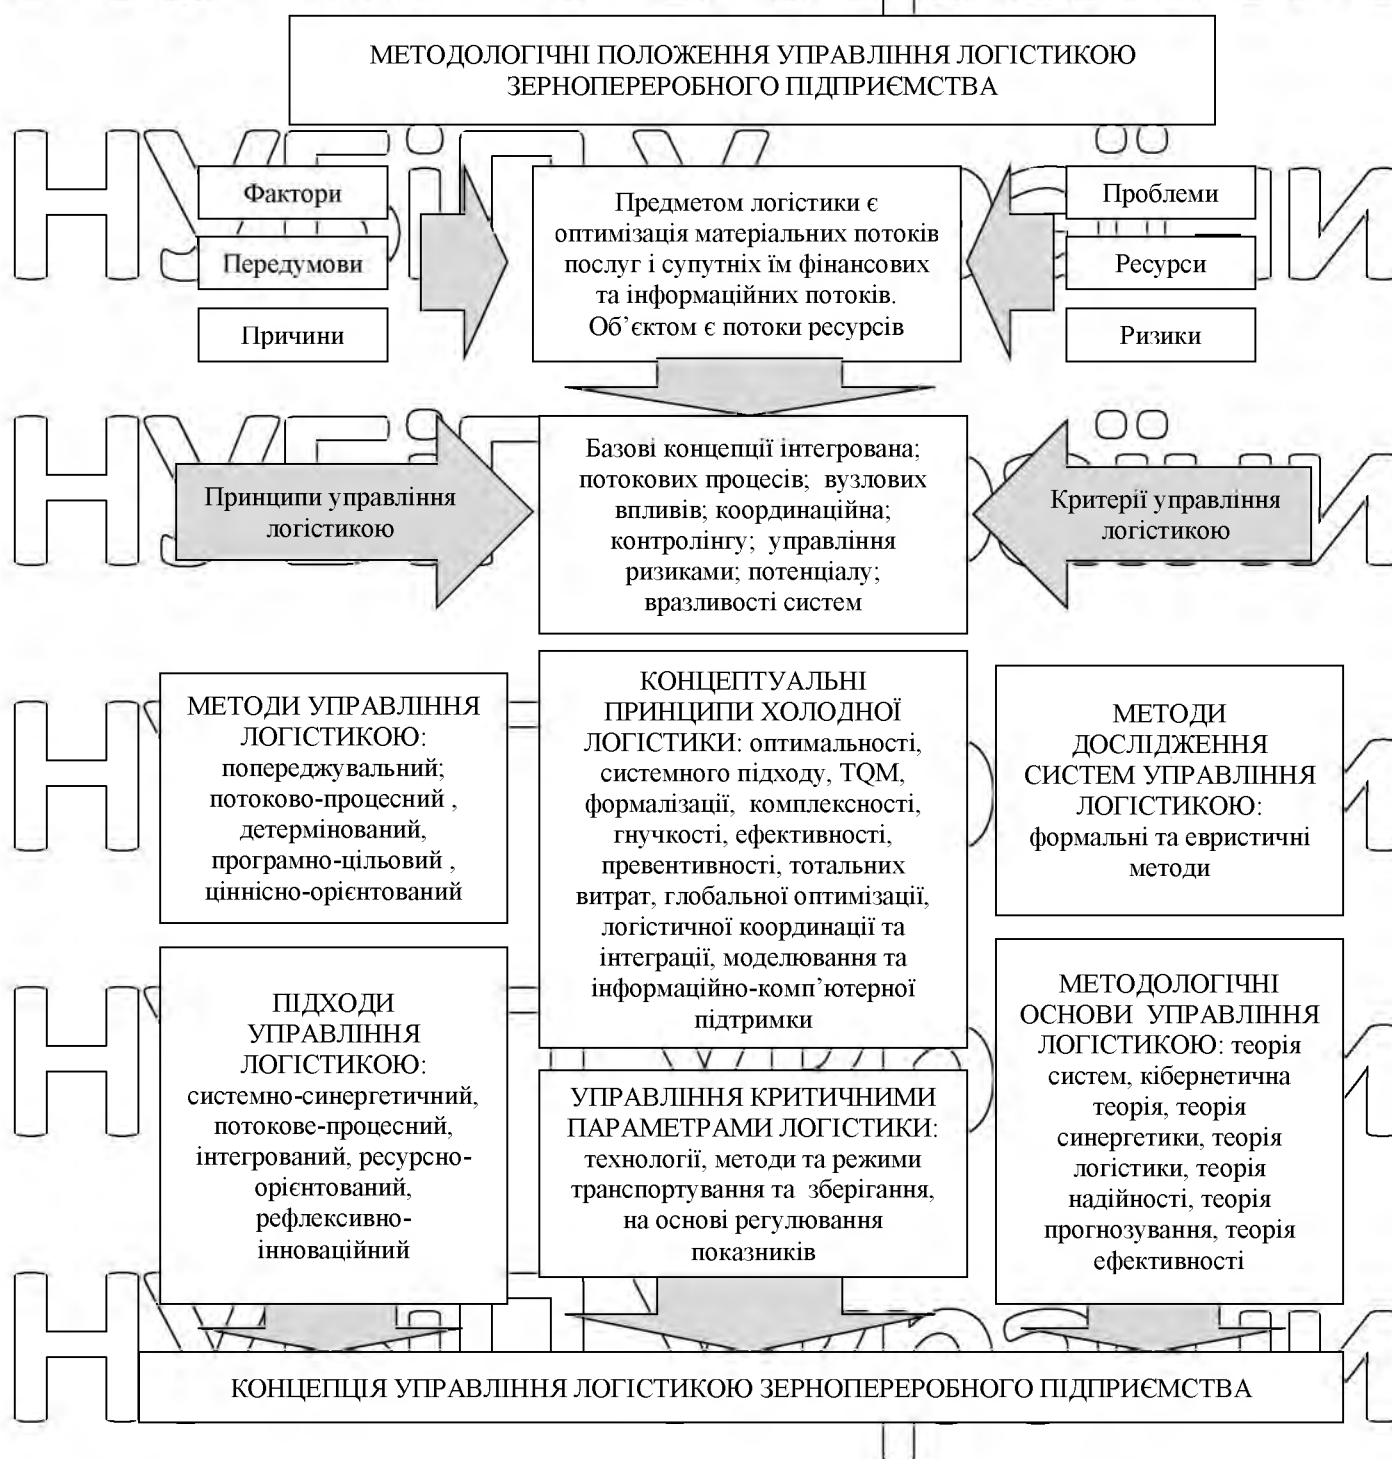 МЕТОДОЛОГІЧНІ ПОЛОЖЕННЯ УПРАВЛІННЯ ЛОГІСТИКОЮ
ЗЕРНОПЕРЕРОБНОГО ПІДПРИЄМСТВА
Фактори
Передумови
Причини
Предметом логістики є
оптимізація матеріальних потоків
послуг і супутніх їм фінансових
та інформаційних потоків.
Об’єктом є потоки ресурсів
Проблеми
Ресурси
Ризики
Принципи управління
логістикою
Базові концепції інтегрована;
потокових процесів; вузлових
впливів; координаційна;
контролінгу; управління
ризиками; потенціалу;
вразливості систем
Критерії управління
логістикою
МЕТОДИ УПРАВЛІННЯ
ЛОГІСТИКОЮ:
попереджувальний;
потоково-процесний ,
детермінований,
програмно-цільовий ,
ціннісно-орієнтований
КОНЦЕПТУАЛЬНІ
ПРИНЦИПИ ХОЛОДНОЇ
ЛОГІСТИКИ: оптимальності,
системного підходу, TQM,
формалізації, комплексності,
гнучкості, ефективності,
превентивності, тотальних
витрат, глобальної оптимізації,
логістичної координації та
інтеграції, моделювання та
інформаційно-комп’ютерної
підтримки
МЕТОДИ
ДОСЛІДЖЕННЯ
СИСТЕМ УПРАВЛІННЯ
ЛОГІСТИКОЮ:
формальні та евристичні
методи
ПІДХОДИ
УПРАВЛІННЯ
ЛОГІСТИКОЮ:
системно-синергетичний,
потокове-процесний,
інтегрований, ресурсно-
орієнтований,
рефлексивно-
інноваційний
УПРАВЛІННЯ КРИТИЧНИМИ
ПАРАМЕТРАМИ ЛОГІСТИКИ:
технології, методи та режими
транспортування та зберігання,
на основі регулювання
показників
МЕТОДОЛОГІЧНІ
ОСНОВИ УПРАВЛІННЯ
ЛОГІСТИКОЮ: теорія
систем, кібернетична
теорія, теорія
синергетики, теорія
логістики, теорія
надійності, теорія
прогнозування, теорія
ефективності
КОНЦЕПЦІЯ УПРАВЛІННЯ ЛОГІСТИКОЮ ЗЕРНОПЕРЕРОБНОГО ПІДПРИЄМСТВА